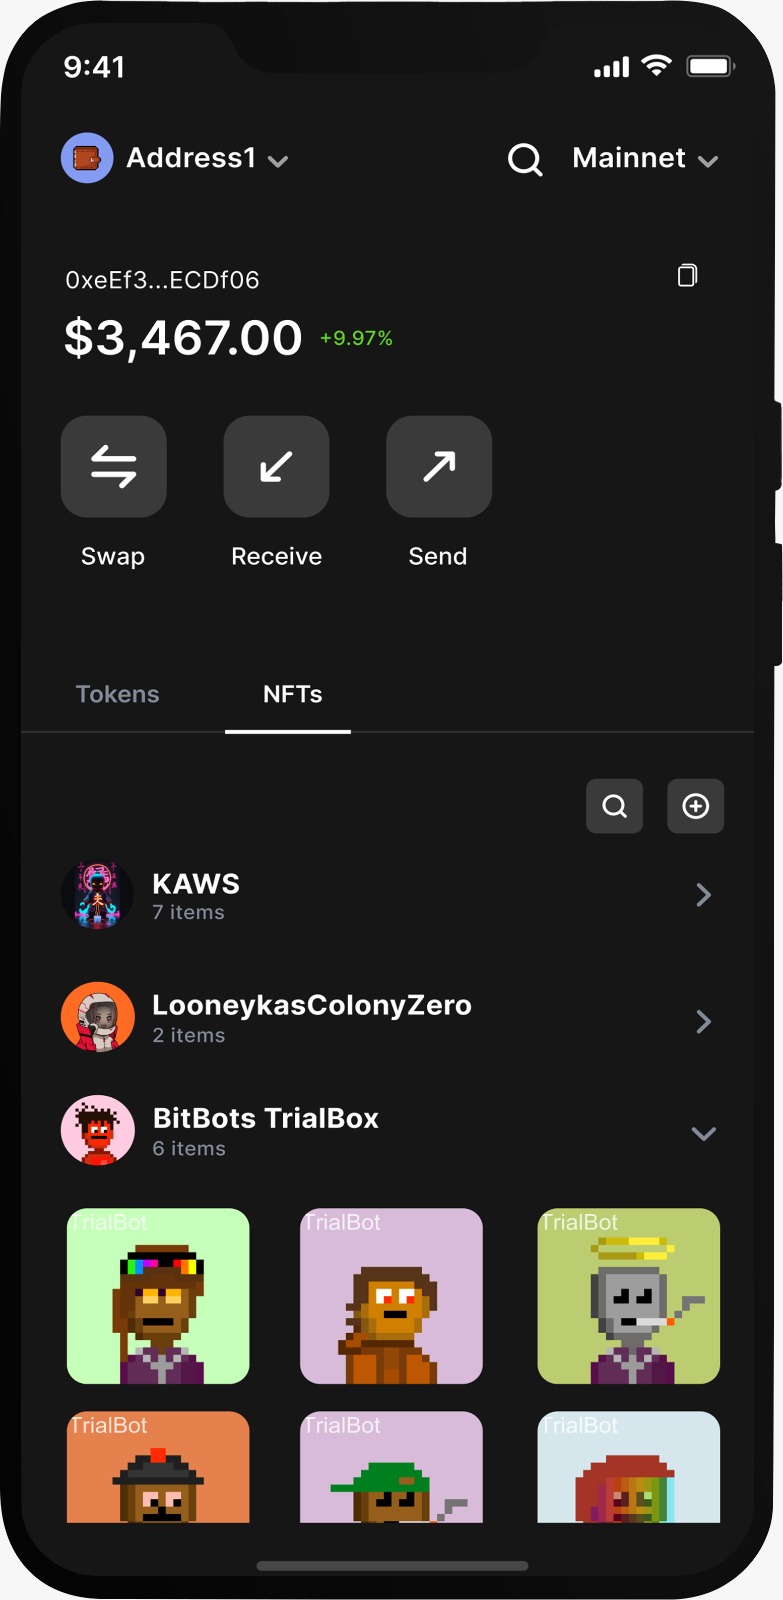 9:41
Address1 Mainnet
0xeEf3...ECDf06
$3,467.00 +9.97%
Swap Receive Send
Tokens NFTs
KAWS
7 items
LooneykasColonyZero
2 items
BitBots TrialBox
6 items
TrialBot TrialBot TrialBot
TrialBot TrialBot TrialBot